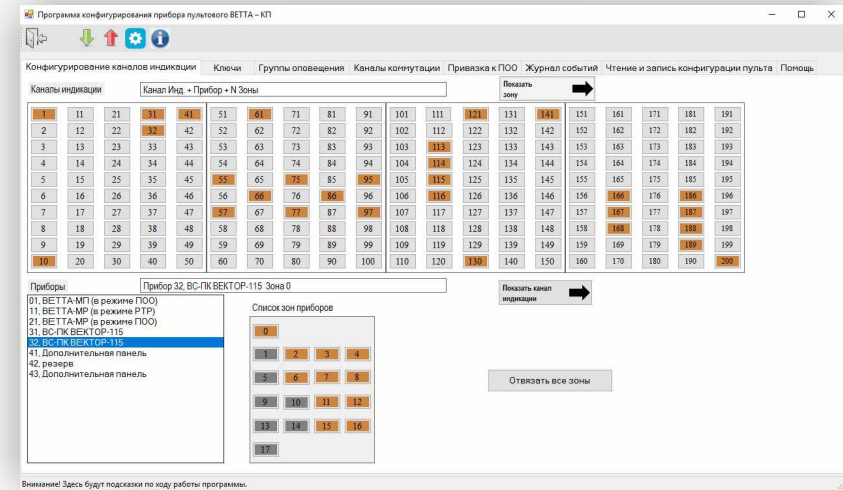 Программа конфигурирования прибора пультового ВЕТТА – КП
Конфигурирование каналов индикации Ключи Группы оповещения Каналы коммутации Привязка к ПОО Журнал событий Чтение и запись конфигурации пульта Помощь
Каналы индикации Канал Инд. + Прибор + N Зоны Показать зону
1 11 21 31 41 51 61 71 81 91 101 111 121 131 141 151 161 171 181 191
2 12 22 32 42 52 62 72 82 92 102 112 122 132 142 152 162 172 182 192
3 13 23 33 43 53 63 73 83 93 103 113 123 133 143 153 163 173 183 193
4 14 24 34 44 54 64 74 84 94 104 114 124 134 144 154 164 174 184 194
5 15 25 35 45 55 65 75 85 95 105 115 125 135 145 155 165 175 185 195
6 16 26 36 46 56 66 76 86 96 106 116 126 136 146 156 166 176 186 196
7 17 27 37 47 57 67 77 87 97 107 117 127 137 147 157 167 177 187 197
8 18 28 38 48 58 68 78 88 98 108 118 128 138 148 158 168 178 188 198
9 19 29 39 49 59 69 79 89 99 109 119 129 139 149 159 169 179 189 199
10 20 30 40 50 60 70 80 90 100 110 120 130 140 150 160 170 180 190 200
Приборы Прибор 32, ВС-ПК ВЕКТОР-115 Зона 0 Показать канал индикации
01, ВЕТТА-МП (в режиме ПОО)
11, ВЕТТА-МР (в режиме РТР)
21, ВЕТТА-МР (в режиме ПОО)
31, ВС-ПК ВЕКТОР-115
32, ВС-ПК ВЕКТОР-115
41, Дополнительная панель
42, резерв
43, Дополнительная панель
Список зон приборов
0
1 2 3 4
5 6 7 8
9 10 11 12
13 14 15 16
17
Отвязать все зоны
Внимание! Здесь будут подсказки по ходу работы программы.